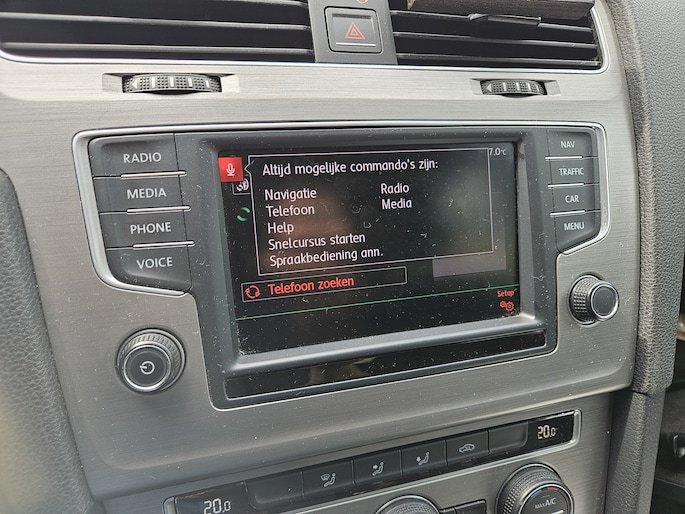 RADIO
MEDIA
PHONE
VOICE
Altijd mogelijke commando's zijn:
Navigatie Radio
Telefoon Media
Help
Snelcursus starten
Spraakbediening ann.
Telefoon zoeken
7.0°C
Setup
NAV
TRAFFIC
CAR
MENU
20.0
20.0
MAX A/C